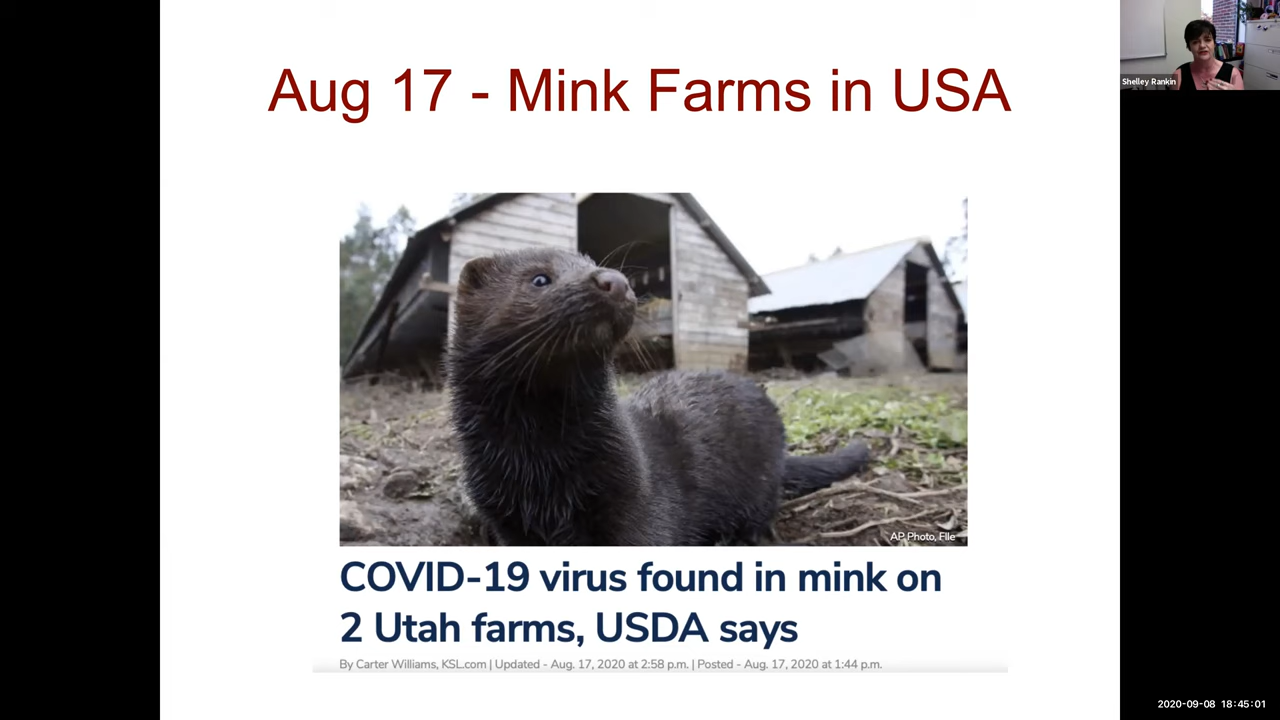 Aug 17 - Mink Farms in USA
Shelley Rankin
AP Photo, File
COVID-19 virus found in mink on
2 Utah farms, USDA says
By Carter Williams, KSL.com | Updated - Aug. 17, 2020 at 2:58 p.m. | Posted - Aug. 17, 2020 at 1:44 p.m.
2020-09-08 18:45:01